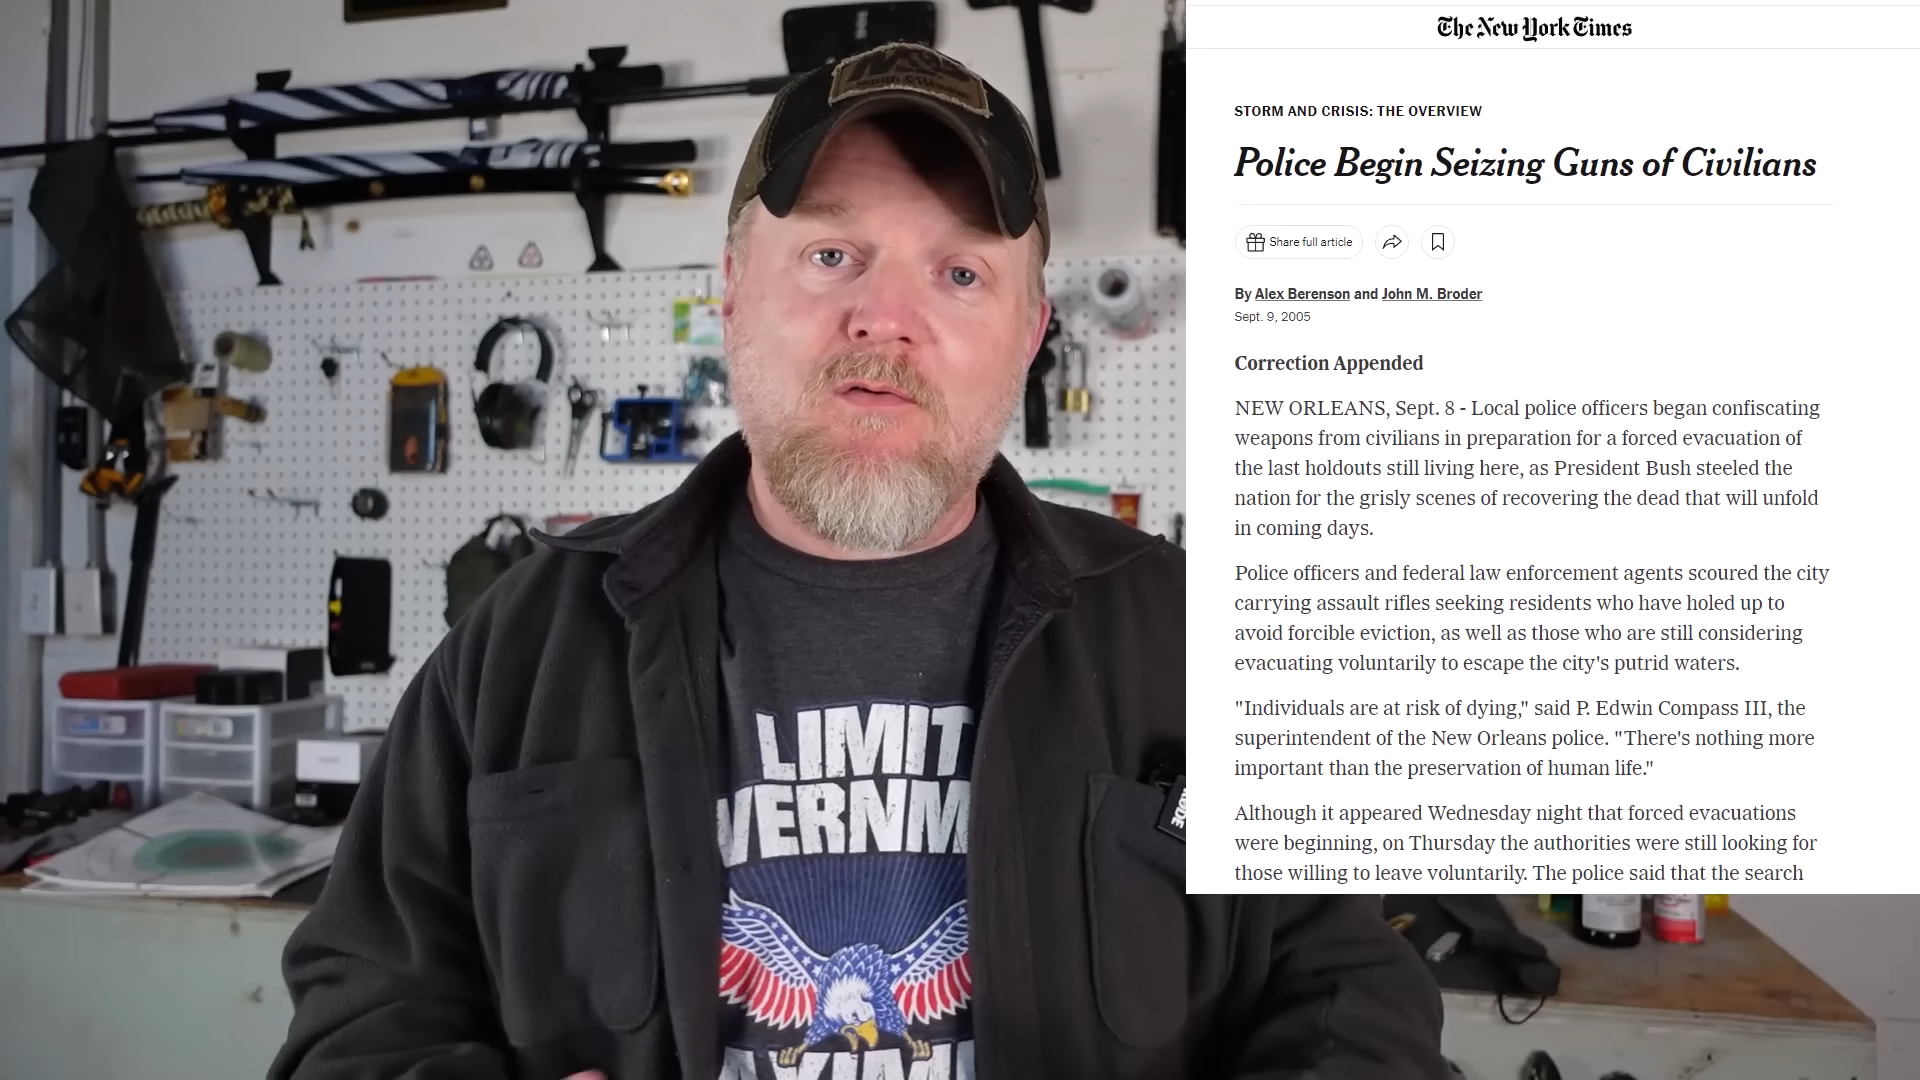 The New York Times
STORM AND CRISIS: THE OVERVIEW
Police Begin Seizing Guns of Civilians
Share full article
By Alex Berenson and John M. Broder
Sept. 9, 2005
Correction Appended
NEW ORLEANS, Sept. 8 - Local police officers began confiscating
weapons from civilians in preparation for a forced evacuation of
the last holdouts still living here, as President Bush steeled the
nation for the grisly scenes of recovering the dead that will unfold
in coming days.
Police officers and federal law enforcement agents scoured the city
carrying assault rifles seeking residents who have holed up to
avoid forcible eviction, as well as those who are still considering
evacuating voluntarily to escape the city's putrid waters.
"Individuals are at risk of dying," said P. Edwin Compass III, the
superintendent of the New Orleans police. "There's nothing more
important than the preservation of human life."
Although it appeared Wednesday night that forced evacuations
were beginning, on Thursday the authorities were still looking for
those willing to leave voluntarily. The police said that the search
LIMIT
VERNM
AXIM
RØDE